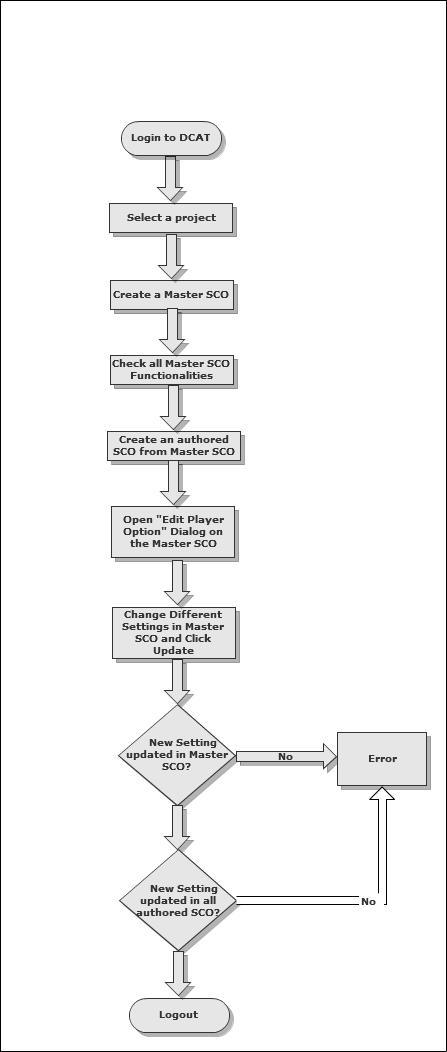 Login to DCAT
Select a project
Create a Master SCO
Check all Master SCO
Functionalities
Create an authored
SCO from Master SCO
Open "Edit Player
Option" Dialog on
the Master SCO
Change Different
Settings in Master
SCO and Click
Update
New Setting
updated in Master
SCO?
No
Error
New Setting
updated in all
authored SCO?
No
Logout